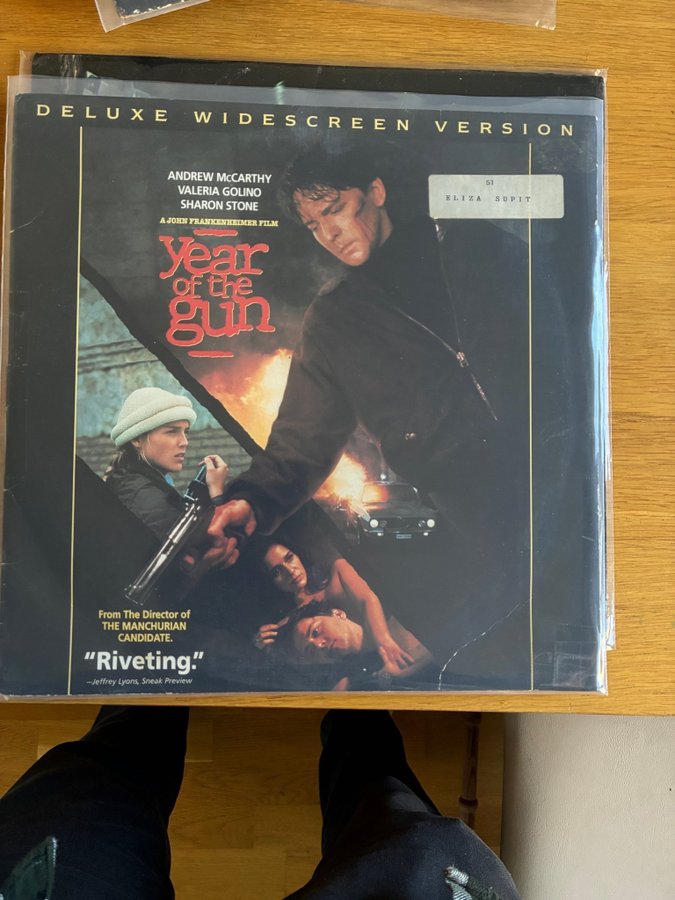 DELUXE WIDESCREEN VERSION
ANDREW McCARTHY
VALERIA GOLINO
SHARON STONE
A JOHN FRANKENHEIMER FILM
year
of the
gun
53
ELIZA SUPIT
From The Director of
THE MANCHURIAN
CANDIDATE.
“Riveting.”
—Jeffrey Lyons, Sneak Preview